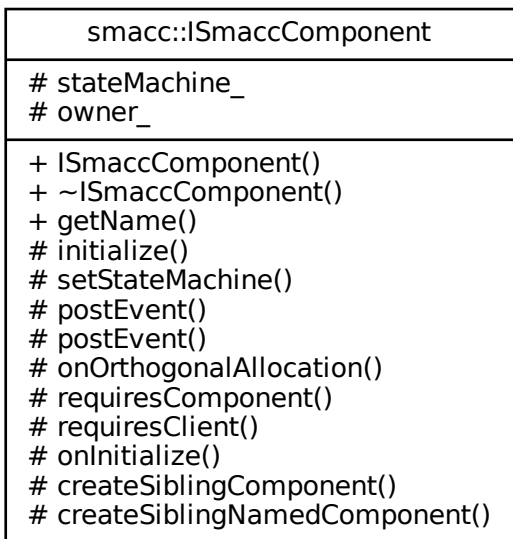 smacc::ISmaccComponent
# stateMachine_
# owner_
+ ISmaccComponent()
+ ~ISmaccComponent()
+ getName()
# initialize()
# setStateMachine()
# postEvent()
# postEvent()
# onOrthogonalAllocation()
# requiresComponent()
# requiresClient()
# onInitialize()
# createSiblingComponent()
# createSiblingNamedComponent()